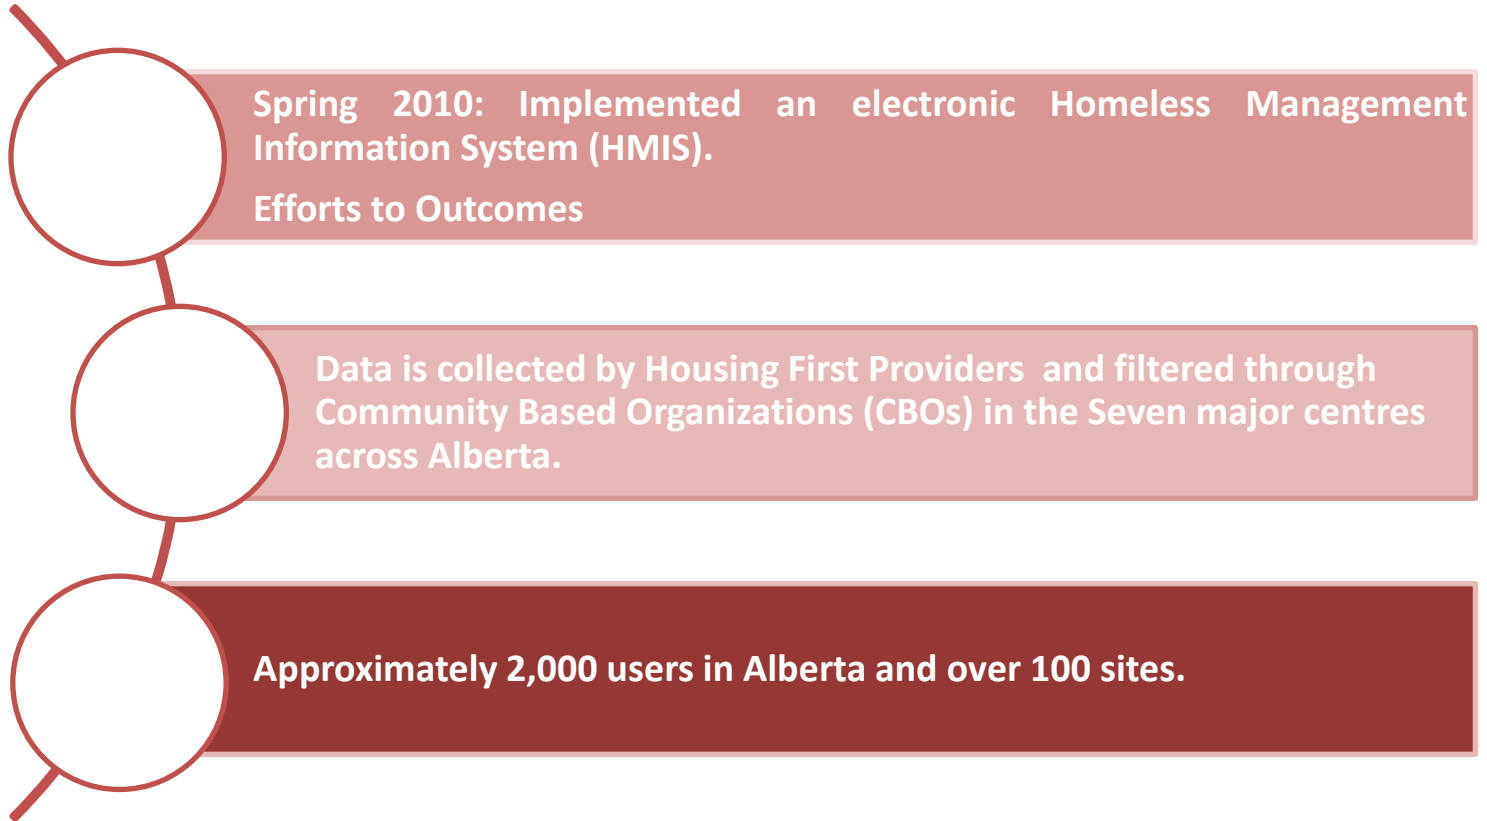 Spring 2010: Implemented an electronic Homeless Management
Information System (HMIS).
Efforts to Outcomes
Data is collected by Housing First Providers  and filtered through
Community Based Organizations (CBOs) in the Seven major centres
across Alberta.
Approximately 2,000 users in Alberta and over 100 sites.